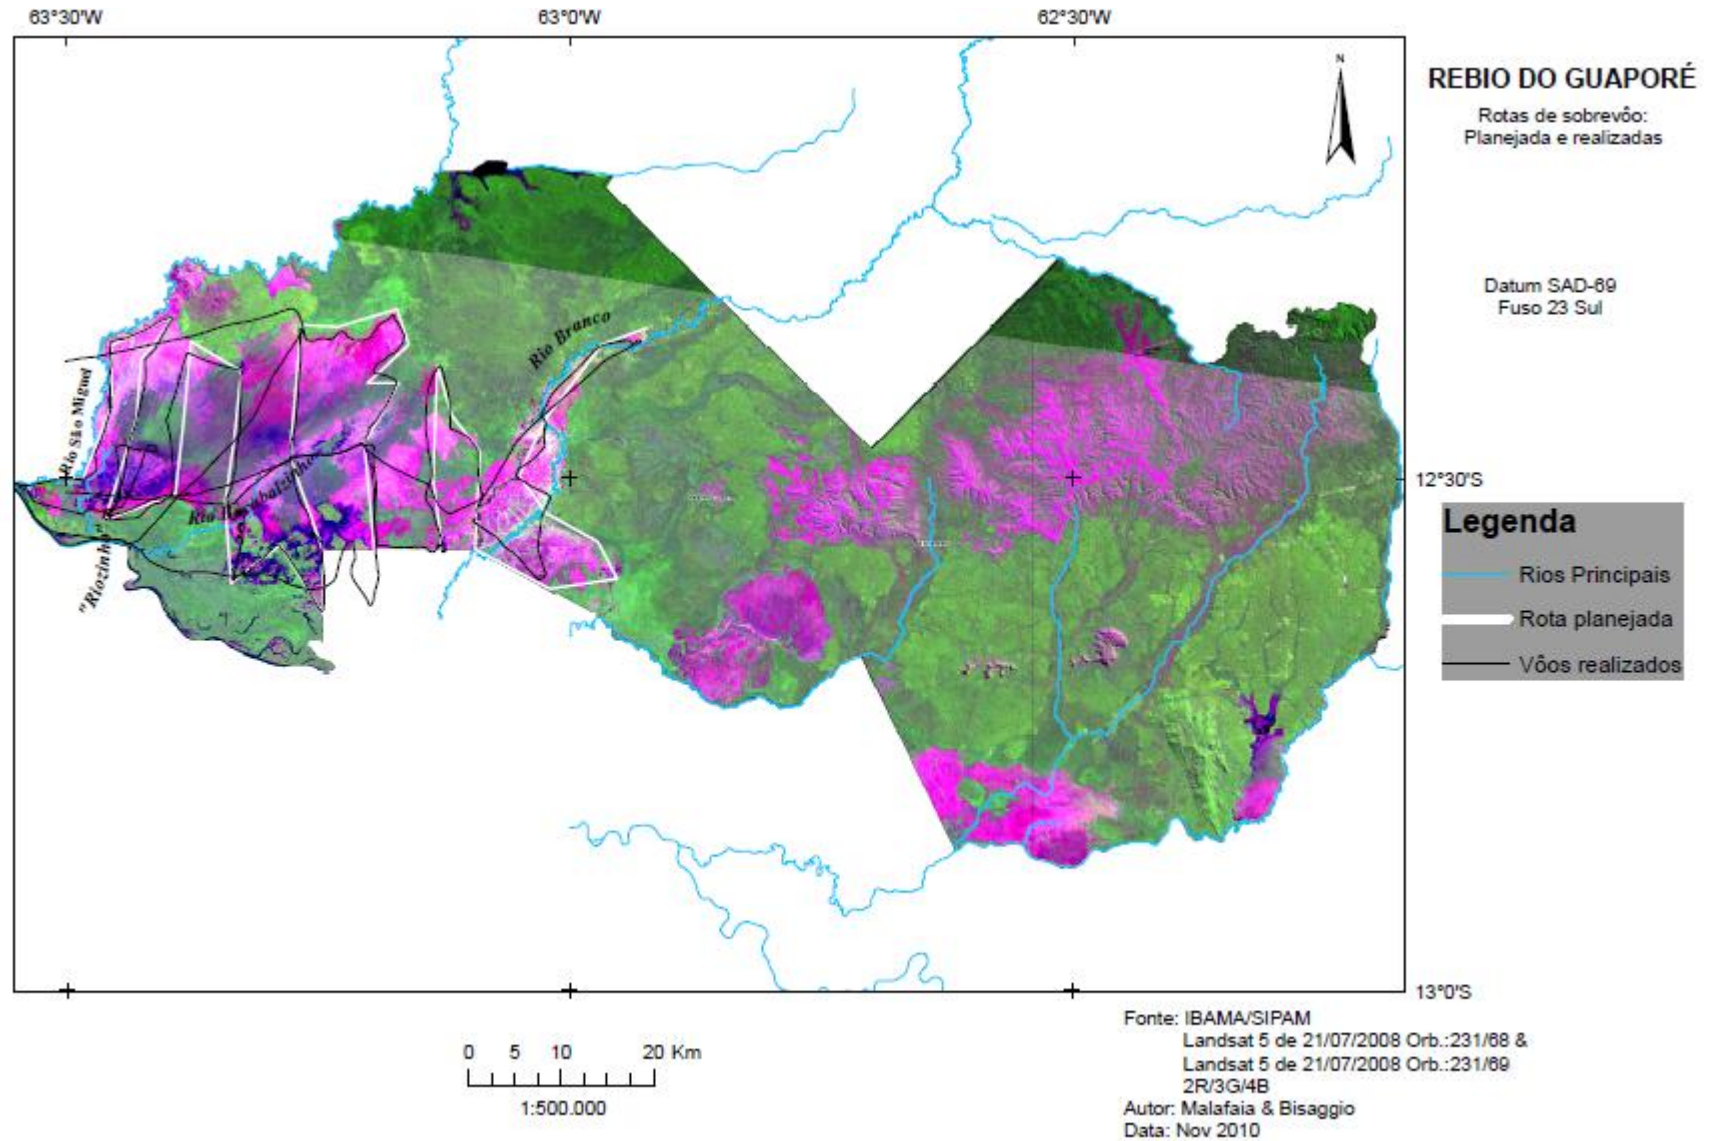 63°30'W 63°0'W 62°30'W
N
REBIO DO GUAPORÉ
Rotas de sobrevôo:
Planejada e realizadas
Datum SAD-69
Fuso 23 Sul
Rio Branco
Rio São Miguel
12°30'S
Rio
"Riozinho"
Legenda
Rios Principais
Rota planejada
Vôos realizados
13°0'S
0 5 10 20 Km
1:500.000
Fonte: IBAMA/SIPAM
Landsat 5 de 21/07/2008 Orb.:231/68 &
Landsat 5 de 21/07/2008 Orb.:231/69
2R/3G/4B
Autor: Malafaia & Bisaggio
Data: Nov 2010